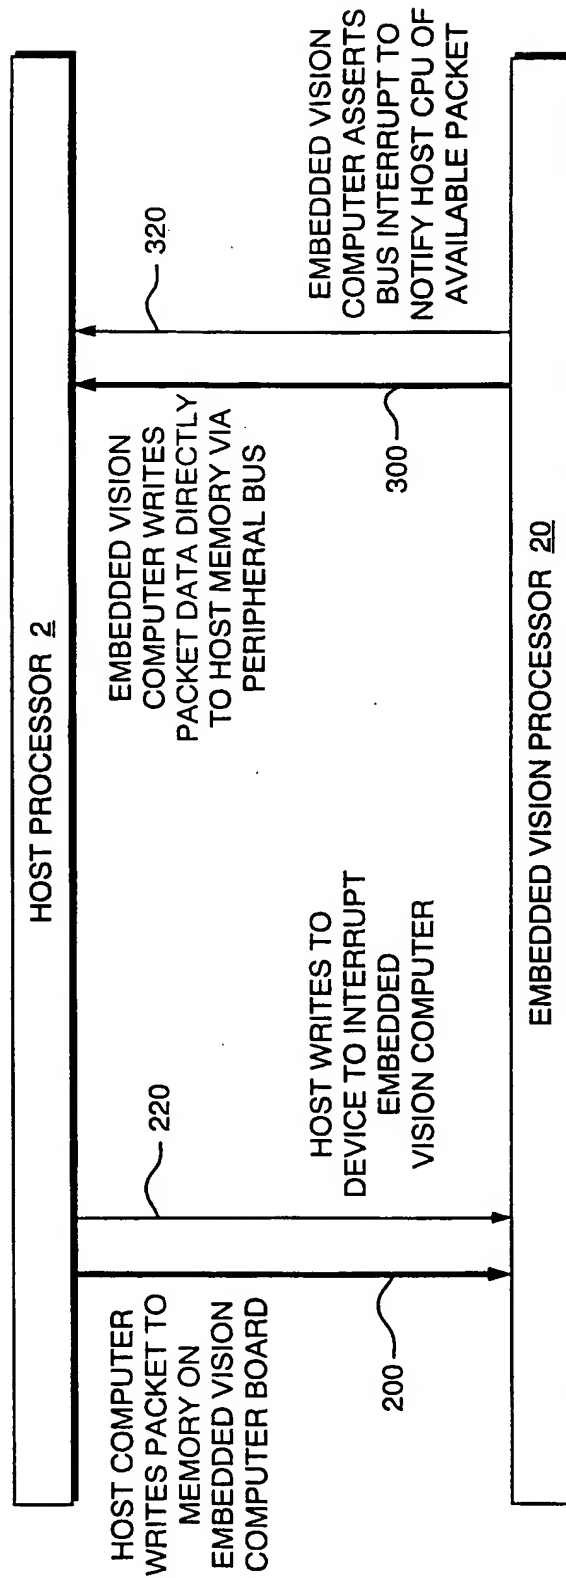 HOST PROCESSOR 2
HOST COMPUTER
WRITES PACKET TO
MEMORY ON
EMBEDDED VISION
COMPUTER BOARD
200
220
HOST WRITES TO
DEVICE TO INTERRUPT
EMBEDDED
VISION COMPUTER
EMBEDDED VISION
COMPUTER WRITES
PACKET DATA DIRECTLY
TO HOST MEMORY VIA
PERIPHERAL BUS
300
320
EMBEDDED VISION
COMPUTER ASSERTS
BUS INTERRUPT TO
NOTIFY HOST CPU OF
AVAILABLE PACKET
EMBEDDED VISION PROCESSOR 20